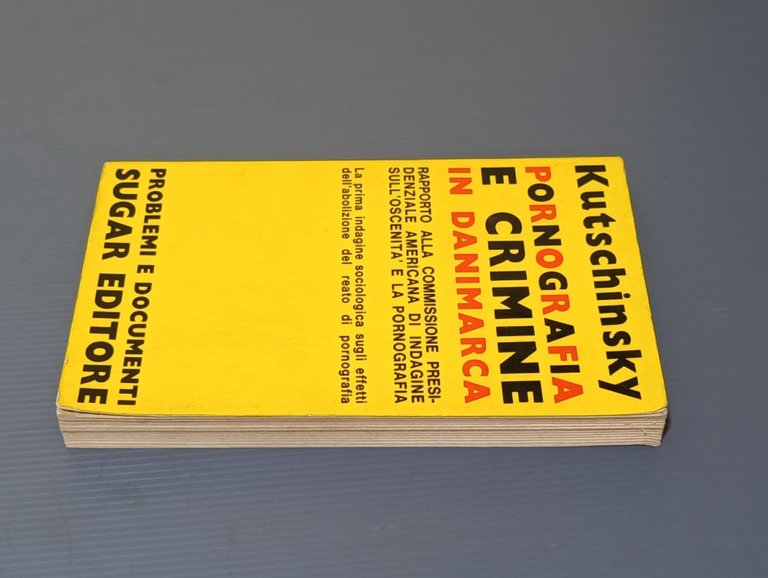 Kutschinsky
PORNOGRAFIA
E CRIMINE
IN DANIMARCA
RAPPORTO ALLA COMMISSIONE PRESI-
DENZIALE AMERICANA DI INDAGINE
SULL'OSCENITA' E LA PORNOGRAFIA
La prima indagine sociologica sugli effetti
dell'abolizione del reato di pornografia
PROBLEMI E DOCUMENTI
SUGAR EDITORE